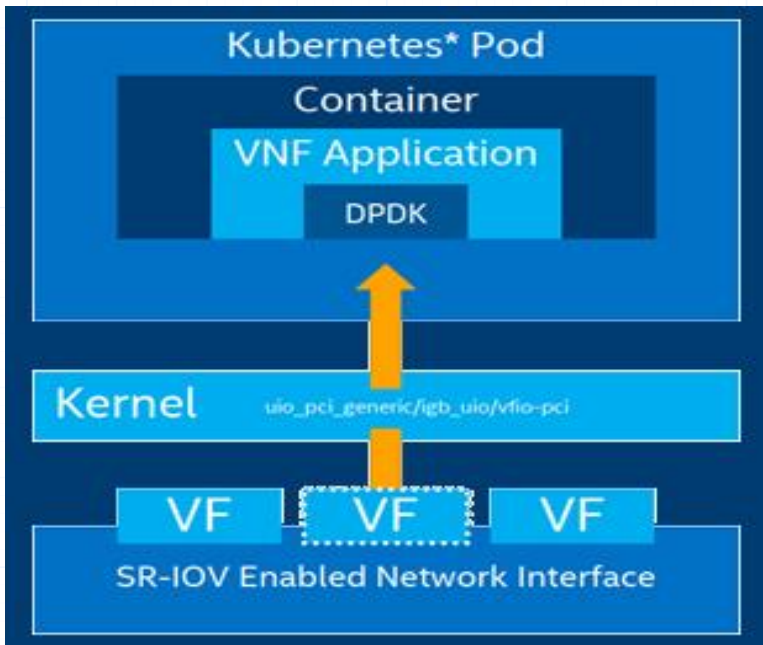 Kubernetes* Pod
Container
VNF Application
DPDK
Kernel uio_pci_generic/igb_uio/vfio-pci
VF VF VF
SR-IOV Enabled Network Interface